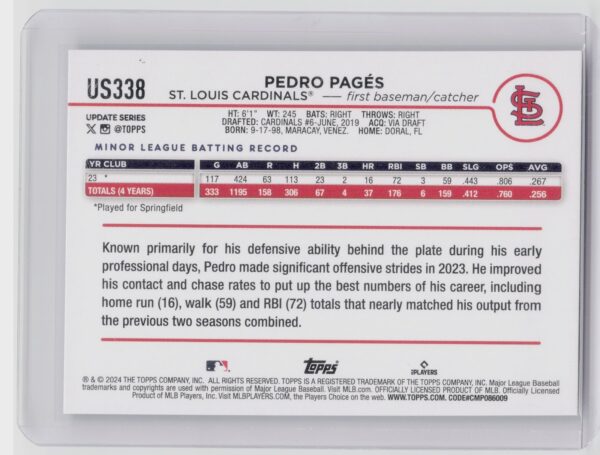 US338
PEDRO PAGÉS
ST. LOUIS CARDINALS® — first baseman/catcher
UPDATE SERIES
@TOPPS
HT: 6'1" WT: 245 BATS: RIGHT THROWS: RIGHT
DRAFTED: CARDINALS #6-JUNE, 2019 ACQ: VIA DRAFT
BORN: 9-17-98, MARACAY, VENEZ. HOME: DORAL, FL
MINOR LEAGUE BATTING RECORD
YR CLUB G AB R H 2B 3B HR RBI SB BB SLG OPS AVG
23 * 117 424 63 113 23 2 16 72 3 59 .443 .806 .267
TOTALS (4 YEARS) 333 1195 158 306 67 4 37 176 6 159 .412 .760 .256
*Played for Springfield
Known primarily for his defensive ability behind the plate during his early
professional days, Pedro made significant offensive strides in 2023. He improved
his contact and chase rates to put up the best numbers of his career, including
home run (16), walk (59) and RBI (72) totals that nearly matched his output from
the previous two seasons combined.
Topps
PLAYERS
® & © 2024 THE TOPPS COMPANY, INC. ALL RIGHTS RESERVED. TOPPS IS A REGISTERED TRADEMARK OF THE TOPPS COMPANY, INC. Major League Baseball
trademarks and copyrights are used with permission of Major League Baseball. Visit MLB.com. OFFICIALLY LICENSED PRODUCT OF MLB Players, Inc. Visit MLBPLAYERS.com, the Players Choice on the web. WWW.TOPPS.COM. CODE#CMP086009